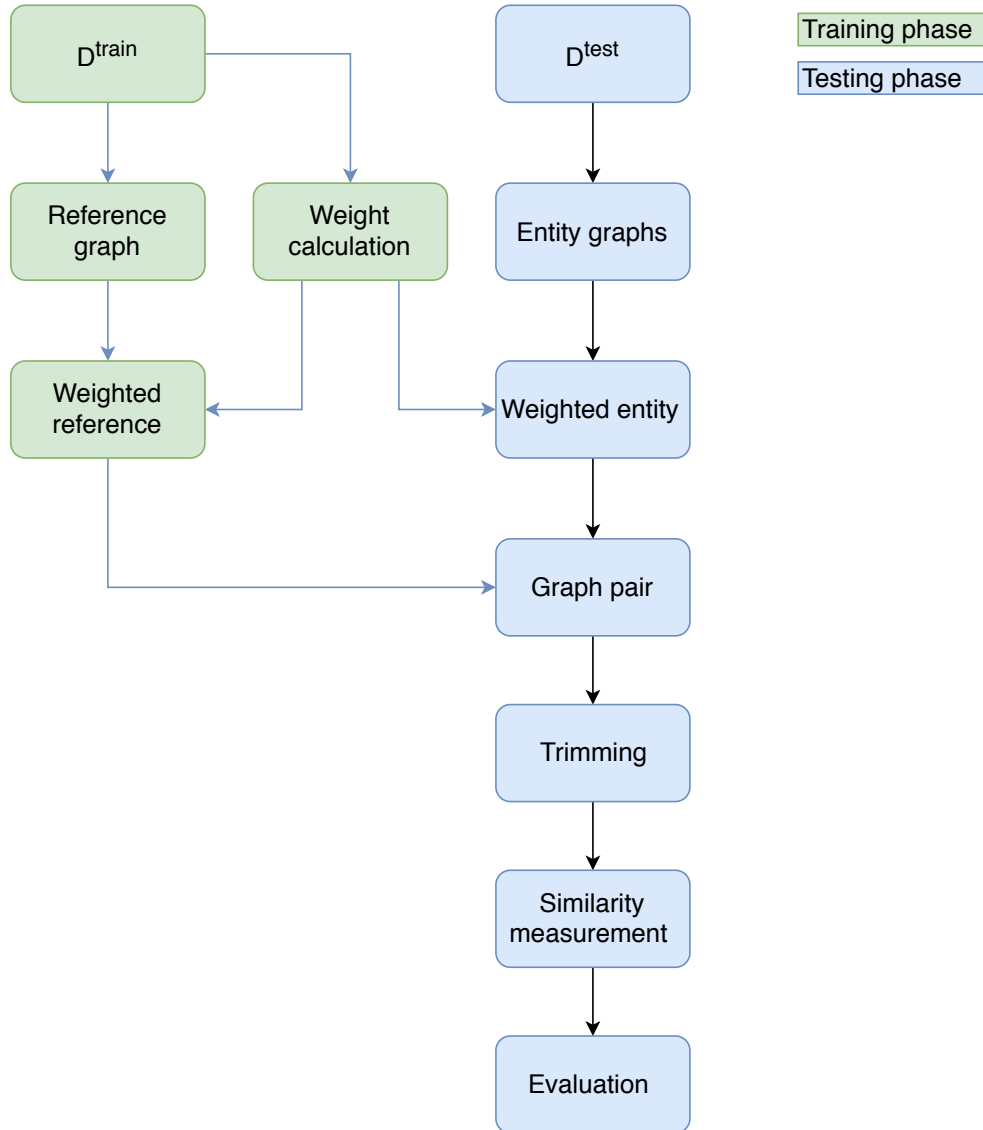 D^train
D^test
Training phase
Testing phase
Reference
graph
Weight
calculation
Entity graphs
Weighted
reference
Weighted entity
Graph pair
Trimming
Similarity
measurement
Evaluation